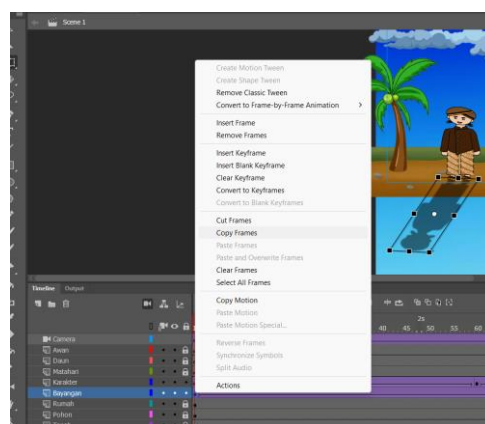 Scene 1
Create Motion Tween
Create Shape Tween
Remove Classic Tween
Convert to Frame-by-Frame Animation
Insert Frame
Remove Frames
Insert Keyframe
Insert Blank Keyframe
Clear Keyframe
Convert to Keyframes
Convert to Blank Keyframes
Cut Frames
Copy Frames
Paste Frames
Paste and Overwrite Frames
Clear Frames
Select All Frames
Copy Motion
Paste Motion
Paste Motion Special...
Reverse Frames
Synchronize Symbols
Split Audio
Actions
Timeline Output
2s
40 45 50 55 60
Camera
Awan
Daun
Matahari
Karakter
Bayangan
Rumah
Pohon